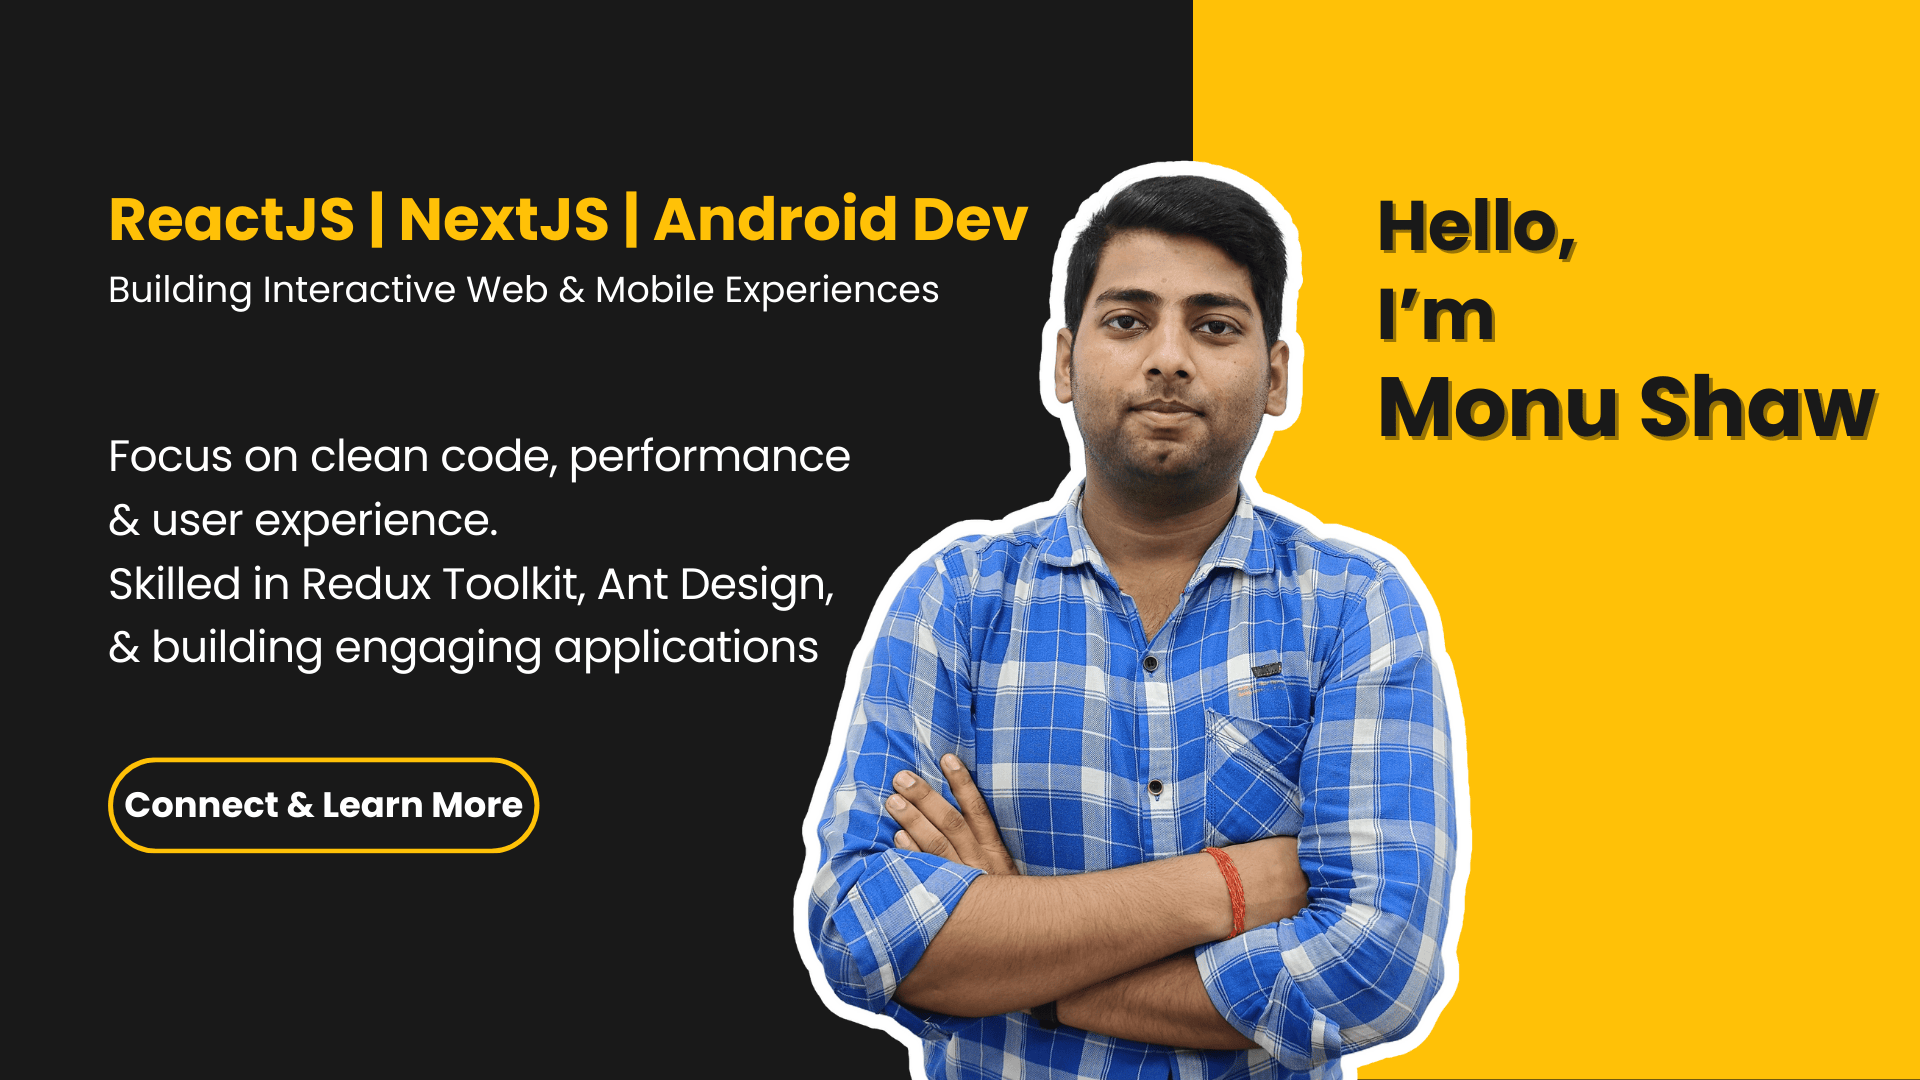 ReactJS | NextJS | Android Dev
Building Interactive Web & Mobile Experiences
Focus on clean code, performance
& user experience.
Skilled in Redux Toolkit, Ant Design,
& building engaging applications
Connect & Learn More
Hello,
I’m
Monu Shaw